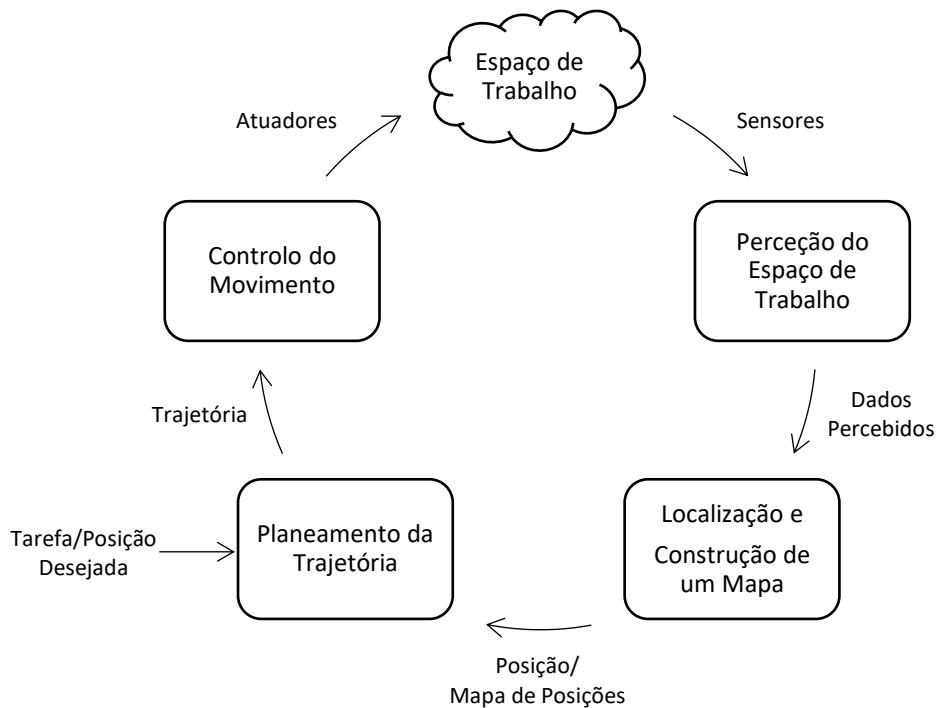 Espaço de
Trabalho
Atuadores
Sensores
Controlo do
Movimento
Perceção do
Espaço de
Trabalho
Trajetória
Dados
Percebidos
Tarefa/Posição
Desejada
Planeamento da
Trajetória
Localização e
Construção de
um Mapa
Posição/
Mapa de Posições